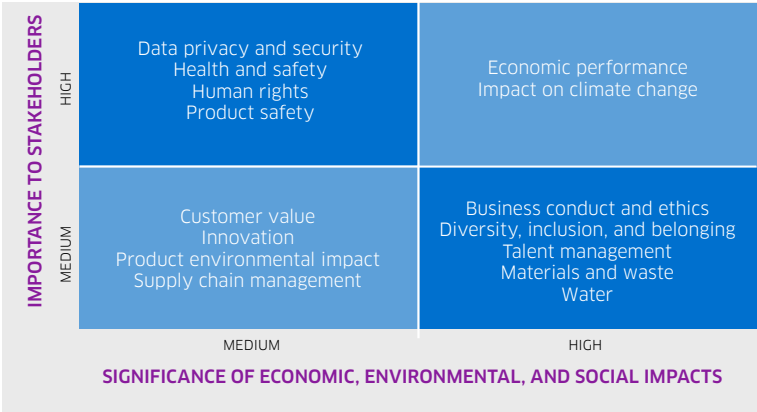 IMPORTANCE TO STAKEHOLDERS
HIGH
Data privacy and security
Health and safety
Human rights
Product safety
Economic performance
Impact on climate change
MEDIUM
Customer value
Innovation
Product environmental impact
Supply chain management
Business conduct and ethics
Diversity, inclusion, and belonging
Talent management
Materials and waste
Water
MEDIUM
HIGH
SIGNIFICANCE OF ECONOMIC, ENVIRONMENTAL, AND SOCIAL IMPACTS